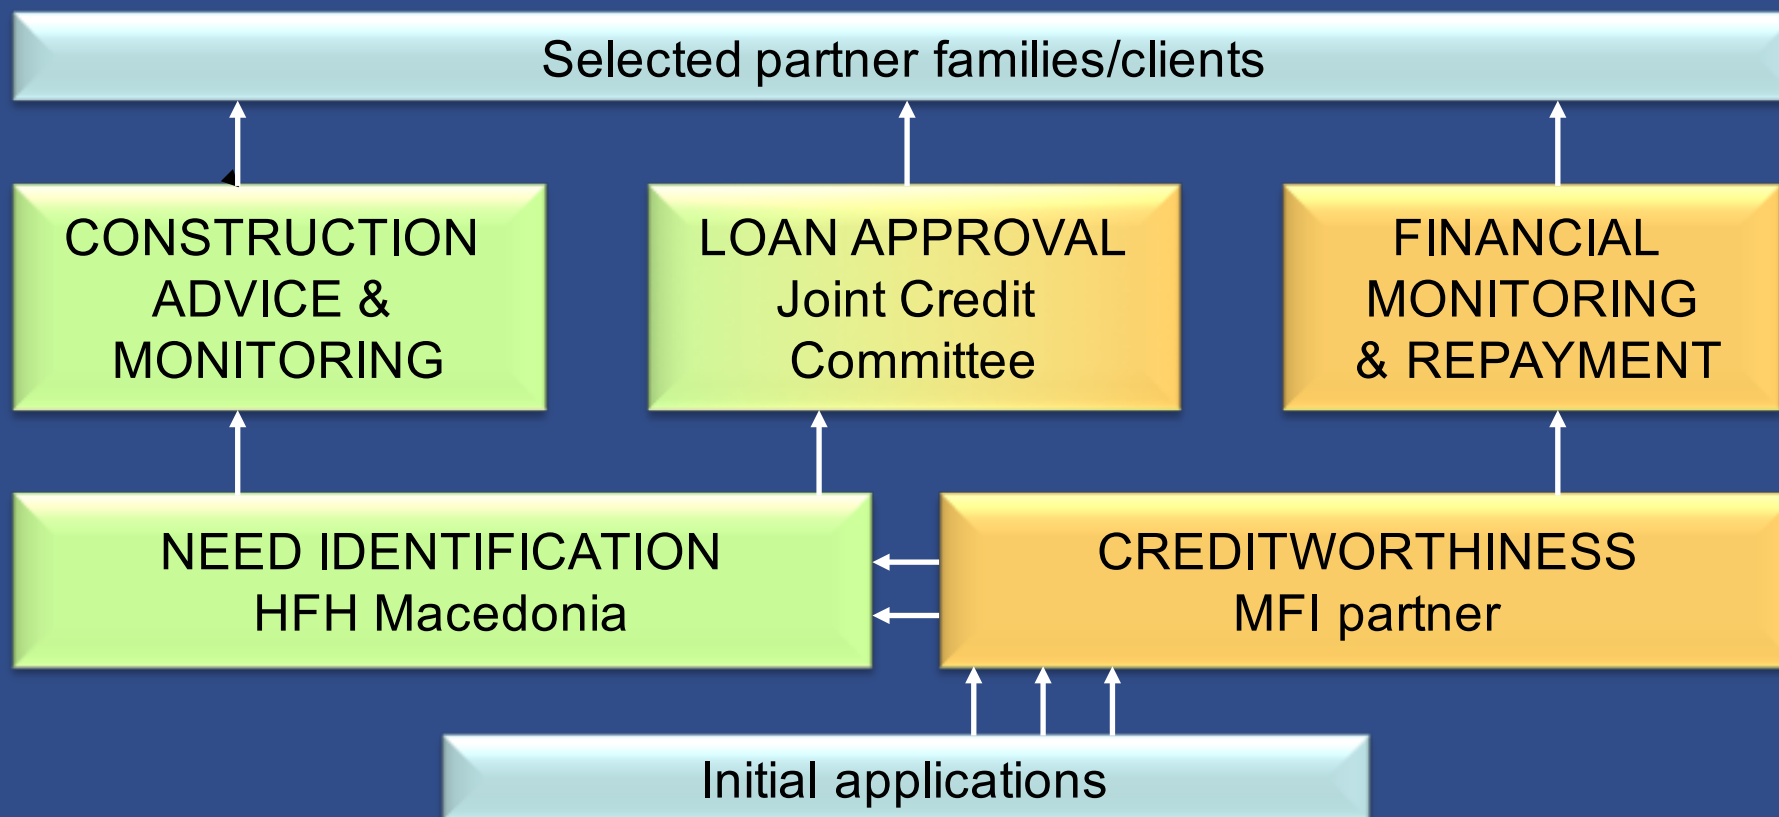 Selected partner families/clients
CONSTRUCTION
ADVICE &
MONITORING
LOAN APPROVAL
Joint Credit
Committee
FINANCIAL
MONITORING
& REPAYMENT
NEED IDENTIFICATION
HFH Macedonia
CREDITWORTHINESS
MFI partner
Initial applications